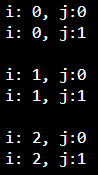 i: 0, j:0
i: 0, j:1
i: 1, j:0
i: 1, j:1
i: 2, j:0
i: 2, j:1